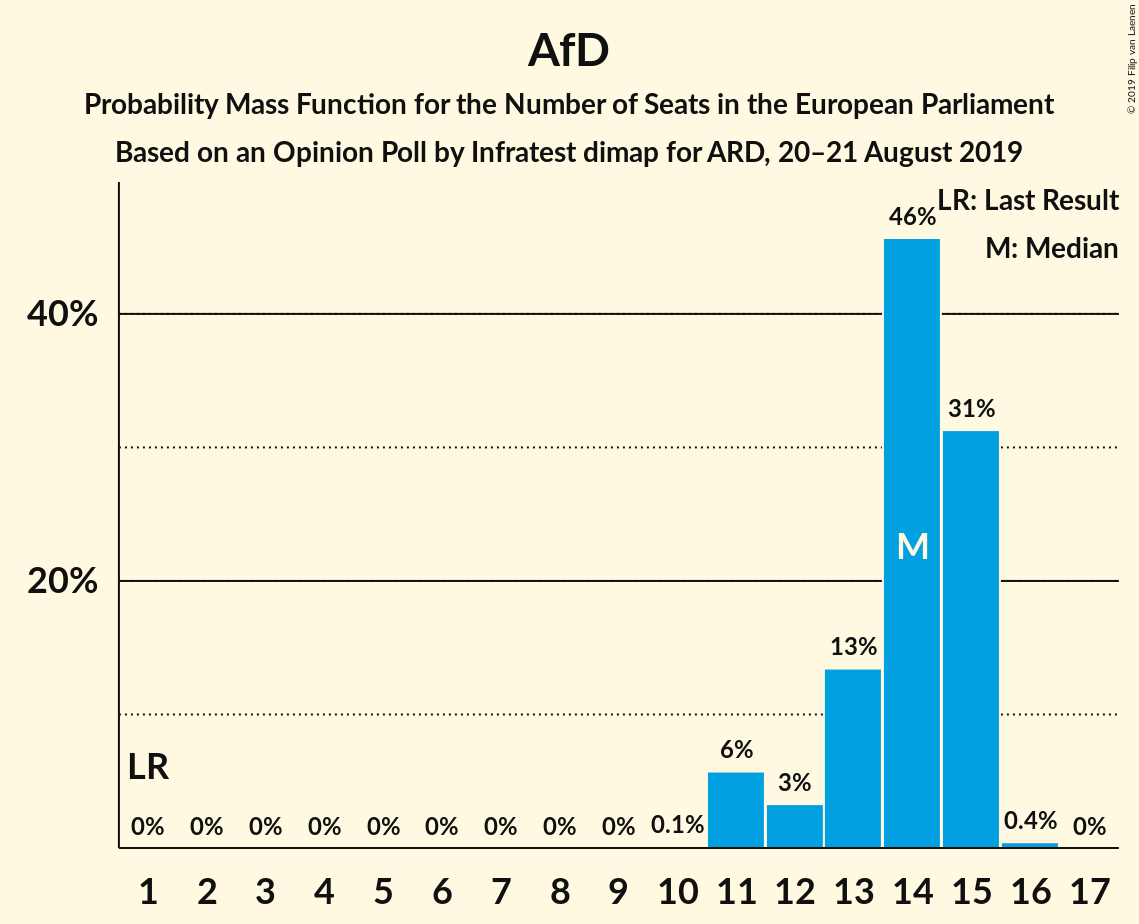 AfD
Probability Mass Function for the Number of Seats in the European Parliament
Based on an Opinion Poll by Infratest dimap for ARD, 20–21 August 2019
© 2019 Filip van Laenen
LR: Last Result
M: Median
46%
40%
31%
M
20%
13%
LR
6%
3%
0% 0% 0% 0% 0% 0% 0% 0% 0% 0.1% 0.4% 0%
1 2 3 4 5 6 7 8 9 10 11 12 13 14 15 16 17